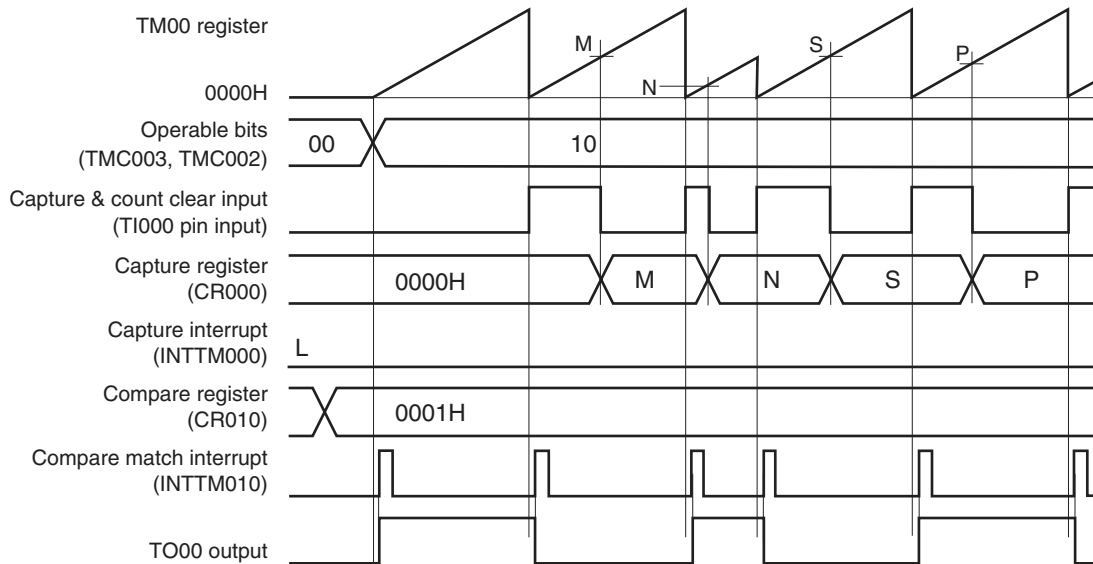 TM00 register
M
S
P
N
0000H
Operable bits
(TMC003, TMC002)
00
10
Capture & count clear input
(TI000 pin input)
Capture register
(CR000)
0000H
M
N
S
P
Capture interrupt
(INTTM000)
L
Compare register
(CR010)
0001H
Compare match interrupt
(INTTM010)
TO00 output